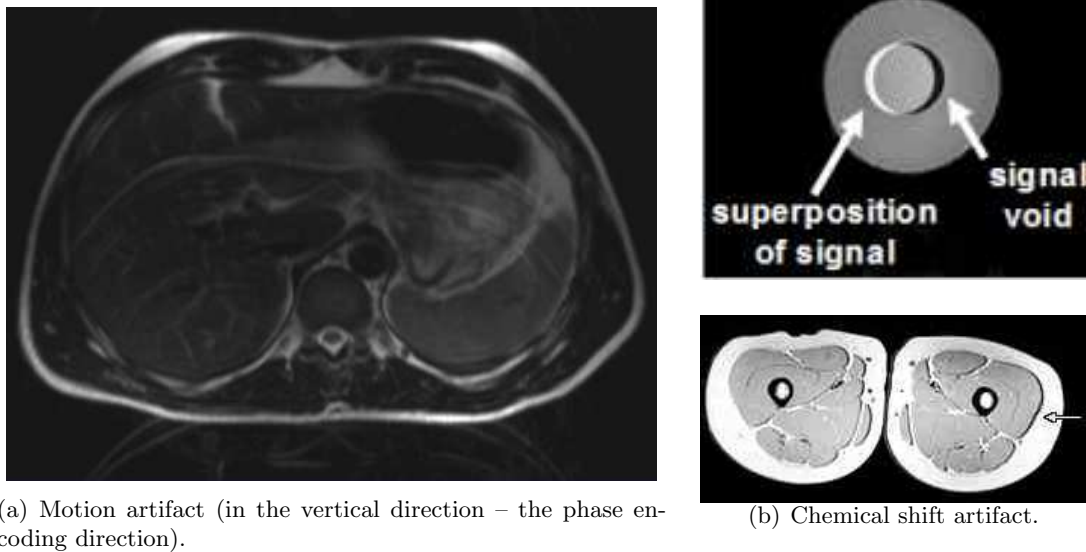 superposition
of signal
signal
void
(a) Motion artifact (in the vertical direction – the phase en-
coding direction).
(b) Chemical shift artifact.